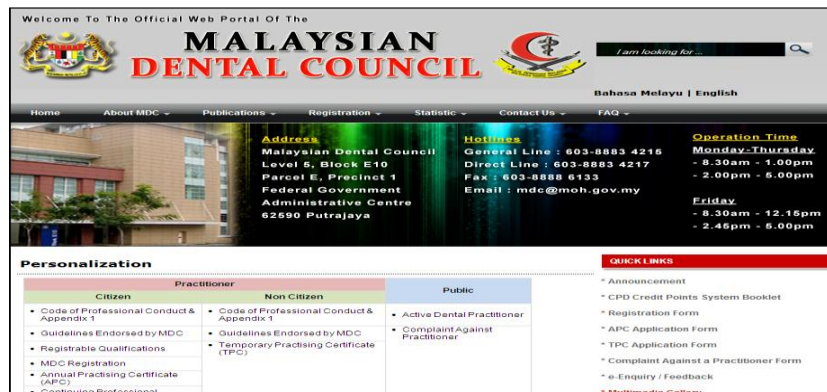 Welcome To The Official Web Portal Of The
MALAYSIAN
DENTAL COUNCIL
I am looking for ...
Bahasa Melayu | English
Home About MDC Publications Registration Statistic Contact Us FAQ
Address
Malaysian Dental Council
Level 5, Block E10
Parcel E, Precinct 1
Federal Government
Administrative Centre
62590 Putrajaya
Hotlines
General Line : 603-8883 4215
Direct Line : 603-8883 4217
Fax : 603-8888 6133
Email : mdc@moh.gov.my
Operation Time
Monday-Thursday
- 8.30am - 1.00pm
- 2.00pm - 5.00pm
Friday
- 8.30am - 12.15pm
- 2.45pm - 5.00pm
Personalization
Practitioner
Citizen
• Code of Professional Conduct &
Appendix 1
• Guidelines Endorsed by MDC
• Registrable Qualifications
• MDC Registration
• Annual Practising Certificate
(APC)
• Continuing Professional
Non Citizen
• Code of Professional Conduct &
Appendix 1
• Guidelines Endorsed by MDC
• Temporary Practising Certificate
(TPC)
Public
• Active Dental Practitioner
• Complaint Against
Practitioner
QUICK LINKS
* Announcement
* CPD Credit Points System Booklet
* Registration Form
* APC Application Form
* TPC Application Form
* Complaint Against a Practitioner Form
* e-Enquiry / Feedback
* Multimedia Gallery